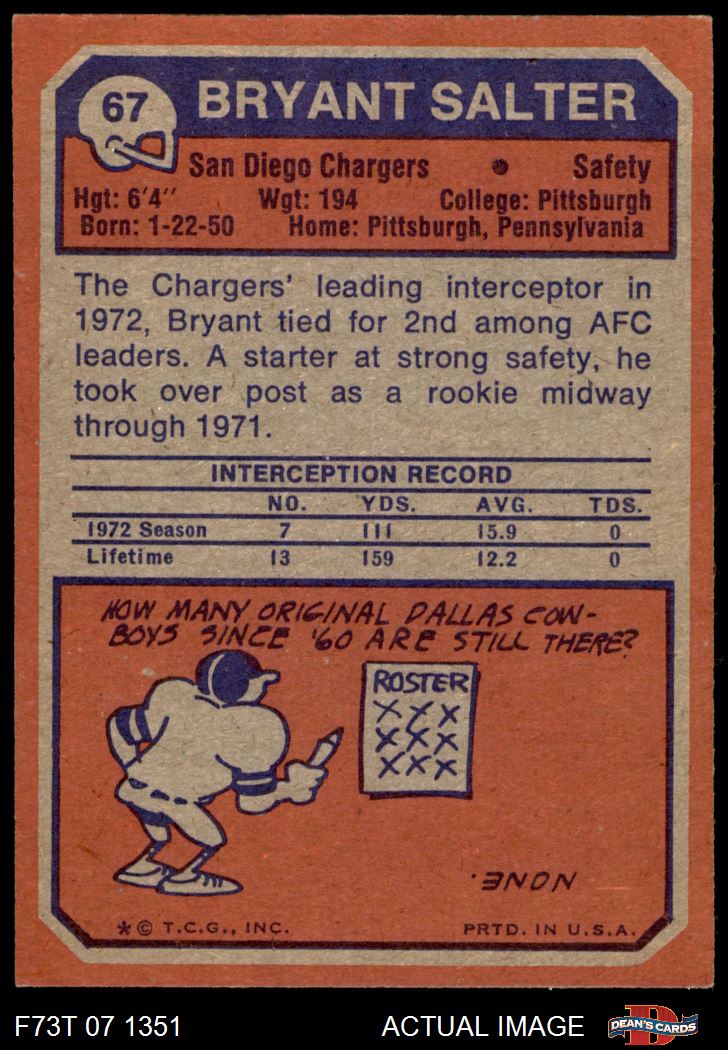 67
BRYANT SALTER
San Diego Chargers • Safety
Hgt: 6'4" Wgt: 194 College: Pittsburgh
Born: 1-22-50 Home: Pittsburgh, Pennsylvania
The Chargers' leading interceptor in
1972, Bryant tied for 2nd among AFC
leaders. A starter at strong safety, he
took over post as a rookie midway
through 1971.
INTERCEPTION RECORD
NO. YDS. AVG. TDS.
1972 Season 7 111 15.9 0
Lifetime 13 159 12.2 0
HOW MANY ORIGINAL DALLAS COW-
BOYS SINCE '60 ARE STILL THERE?
ROSTER
X X X
X X X
X X X
NONE.
*© T.C.G., INC. PRTD. IN U.S.A.
F73T 07 1351 ACTUAL IMAGE D DEAN'S CARDS